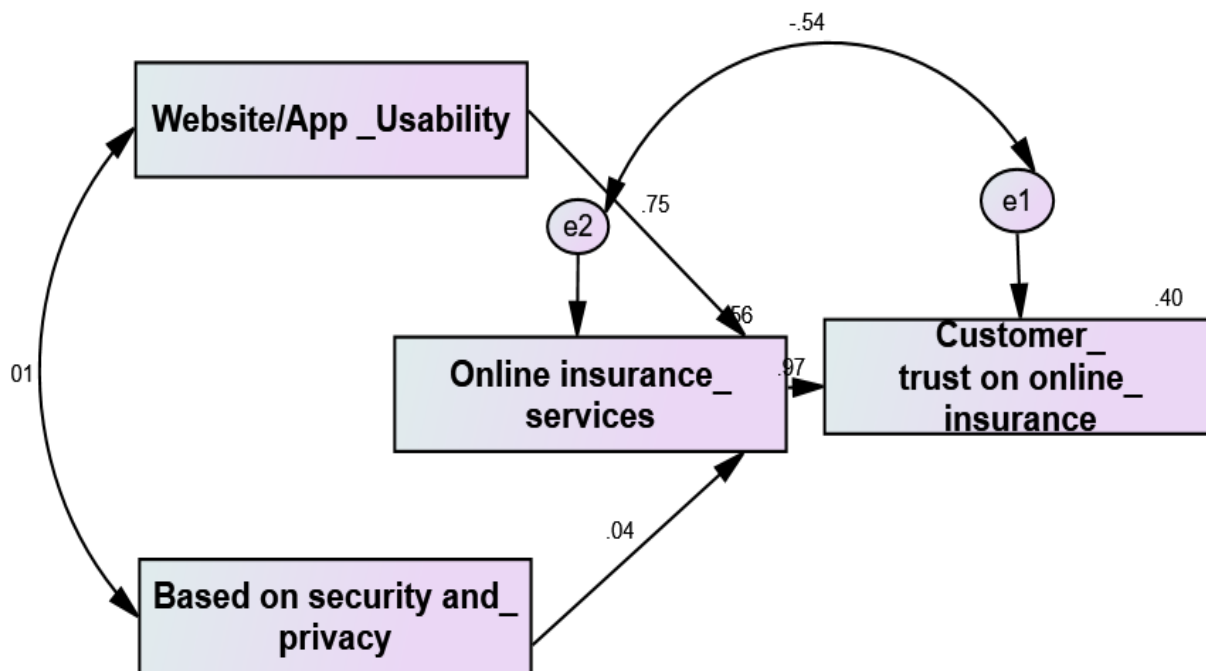 -.54
Website/App _Usability
e2
.75
e1
.56
.40
Online insurance_
services
.97
Customer_
trust on online_
insurance
01
.04
Based on security and_
privacy